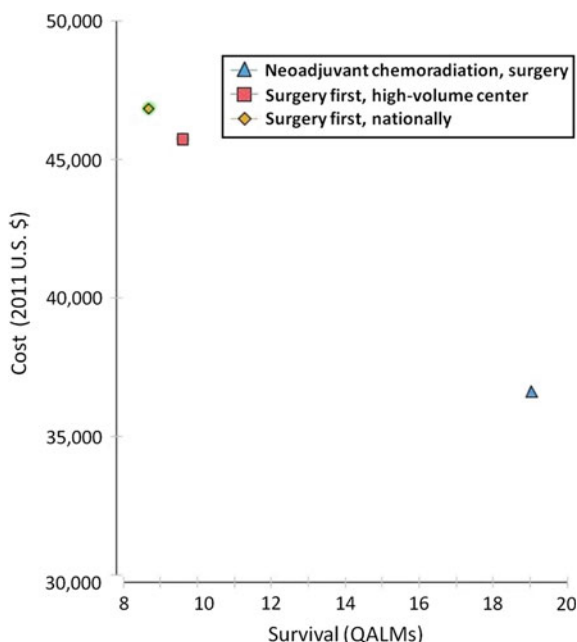 50,000
Neoadjuvant chemoradiation, surgery
Surgery first, high-volume center
Surgery first, nationally
45,000
Cost (2011 U.S. $)
40,000
35,000
30,000
8 10 12 14 16 18 20
Survival (QALMs)